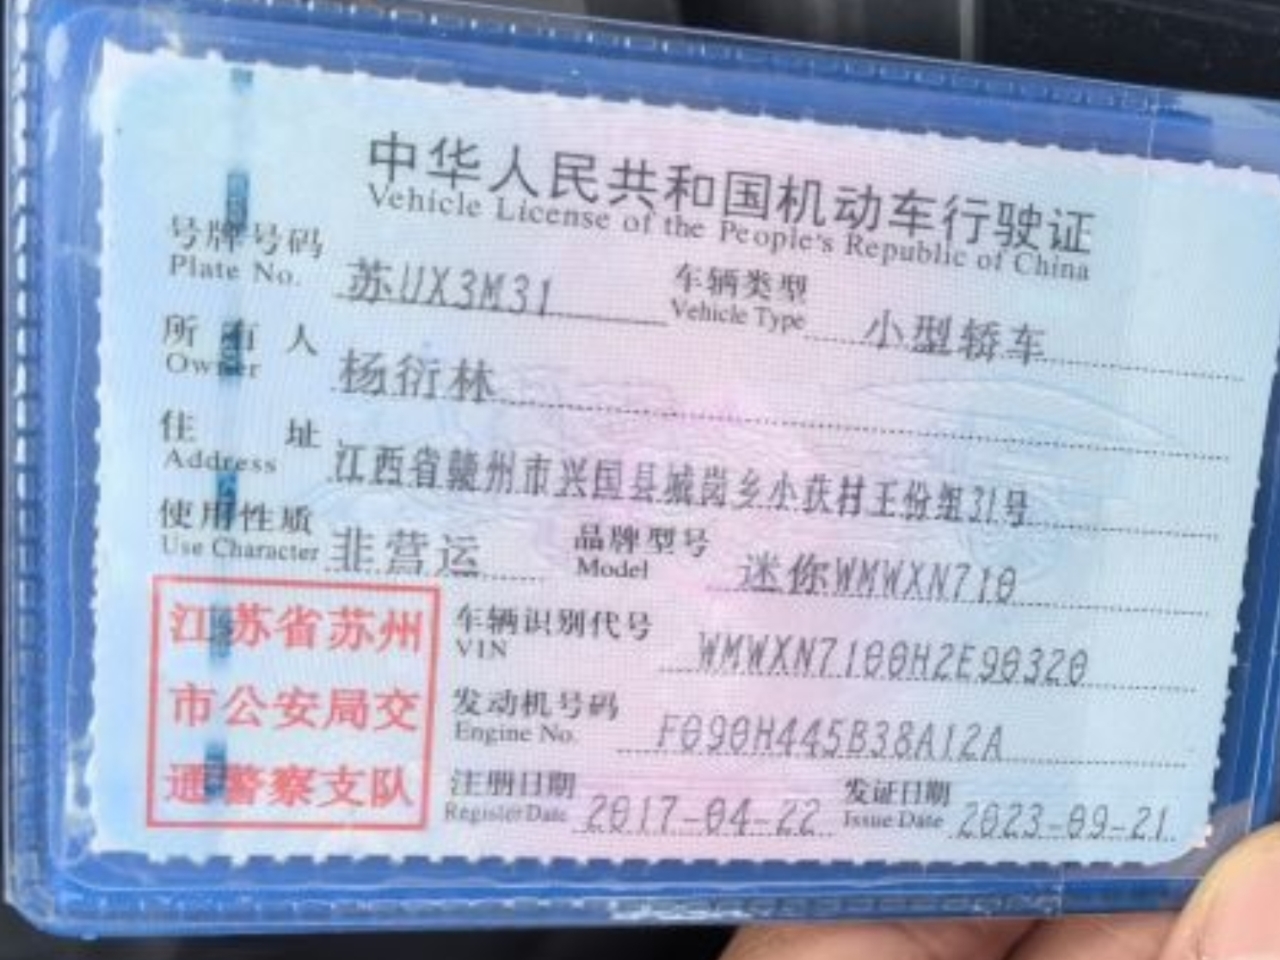 中华人民共和国机动车行驶证
Vehicle License of the People's Republic of China
号牌号码 苏UX3M31 车辆类型 小型轿车
Plate No. Vehicle Type
所有人 杨衍林
Owner
住址 江西省赣州市兴国县城岗乡小获村王份组31号
Address
使用性质 非营运 品牌型号 迷你WMWXN710
Use Character Model
江苏省苏州
市公安局交
通警察支队
车辆识别代号 WMWXN7100H2E90320
VIN
发动机号码 F090H445B38A12A
Engine No.
注册日期 2017-04-22 发证日期 2023-09-21
Register Date Issue Date